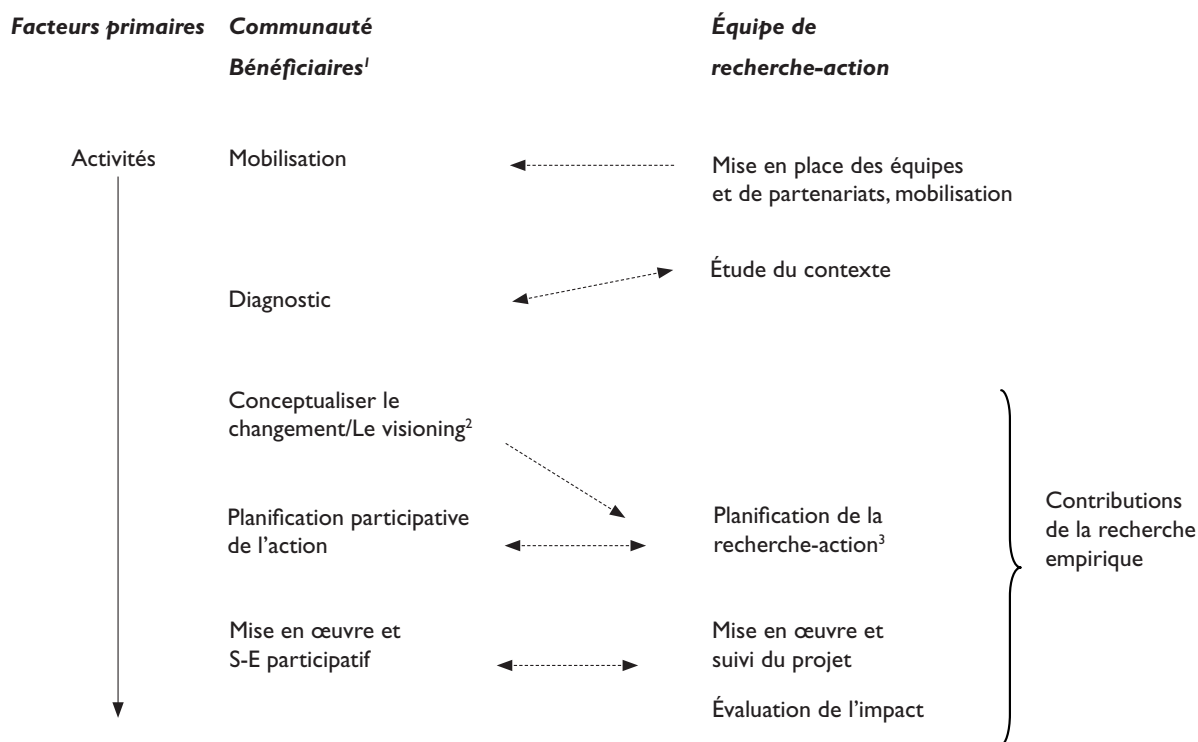 Facteurs primaires
Communauté
Bénéficiaires¹
Équipe de
recherche-action
Activités
Mobilisation
Mise en place des équipes
et de partenariats, mobilisation
Étude du contexte
Diagnostic
Conceptualiser le
changement/Le visioning²
Planification participative
de l’action
Planification de la
recherche-action³
Contributions
de la recherche
empirique
Mise en œuvre et
S-E participatif
Mise en œuvre et
suivi du projet
Évaluation de l’impact